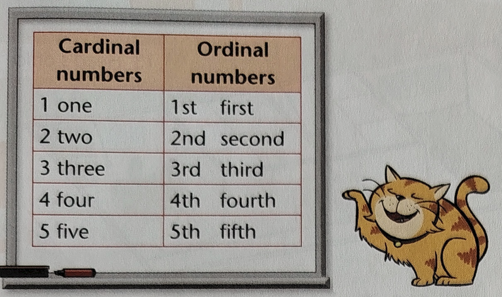 Cardinal numbers Ordinal numbers
1 one 1st first
2 two 2nd second
3 three 3rd third
4 four 4th fourth
5 five 5th fifth